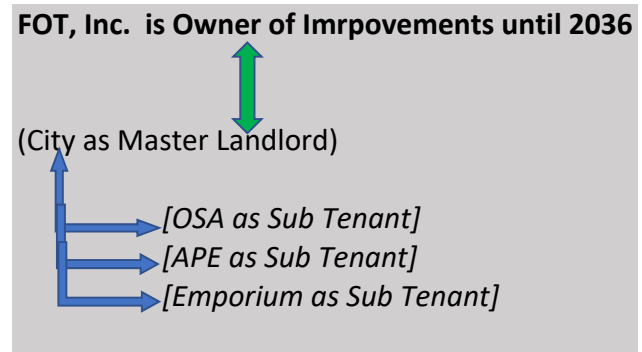 FOT, Inc. is Owner of Imrpovements until 2036
(City as Master Landlord)
[OSA as Sub Tenant]
[APE as Sub Tenant]
[Emporium as Sub Tenant]